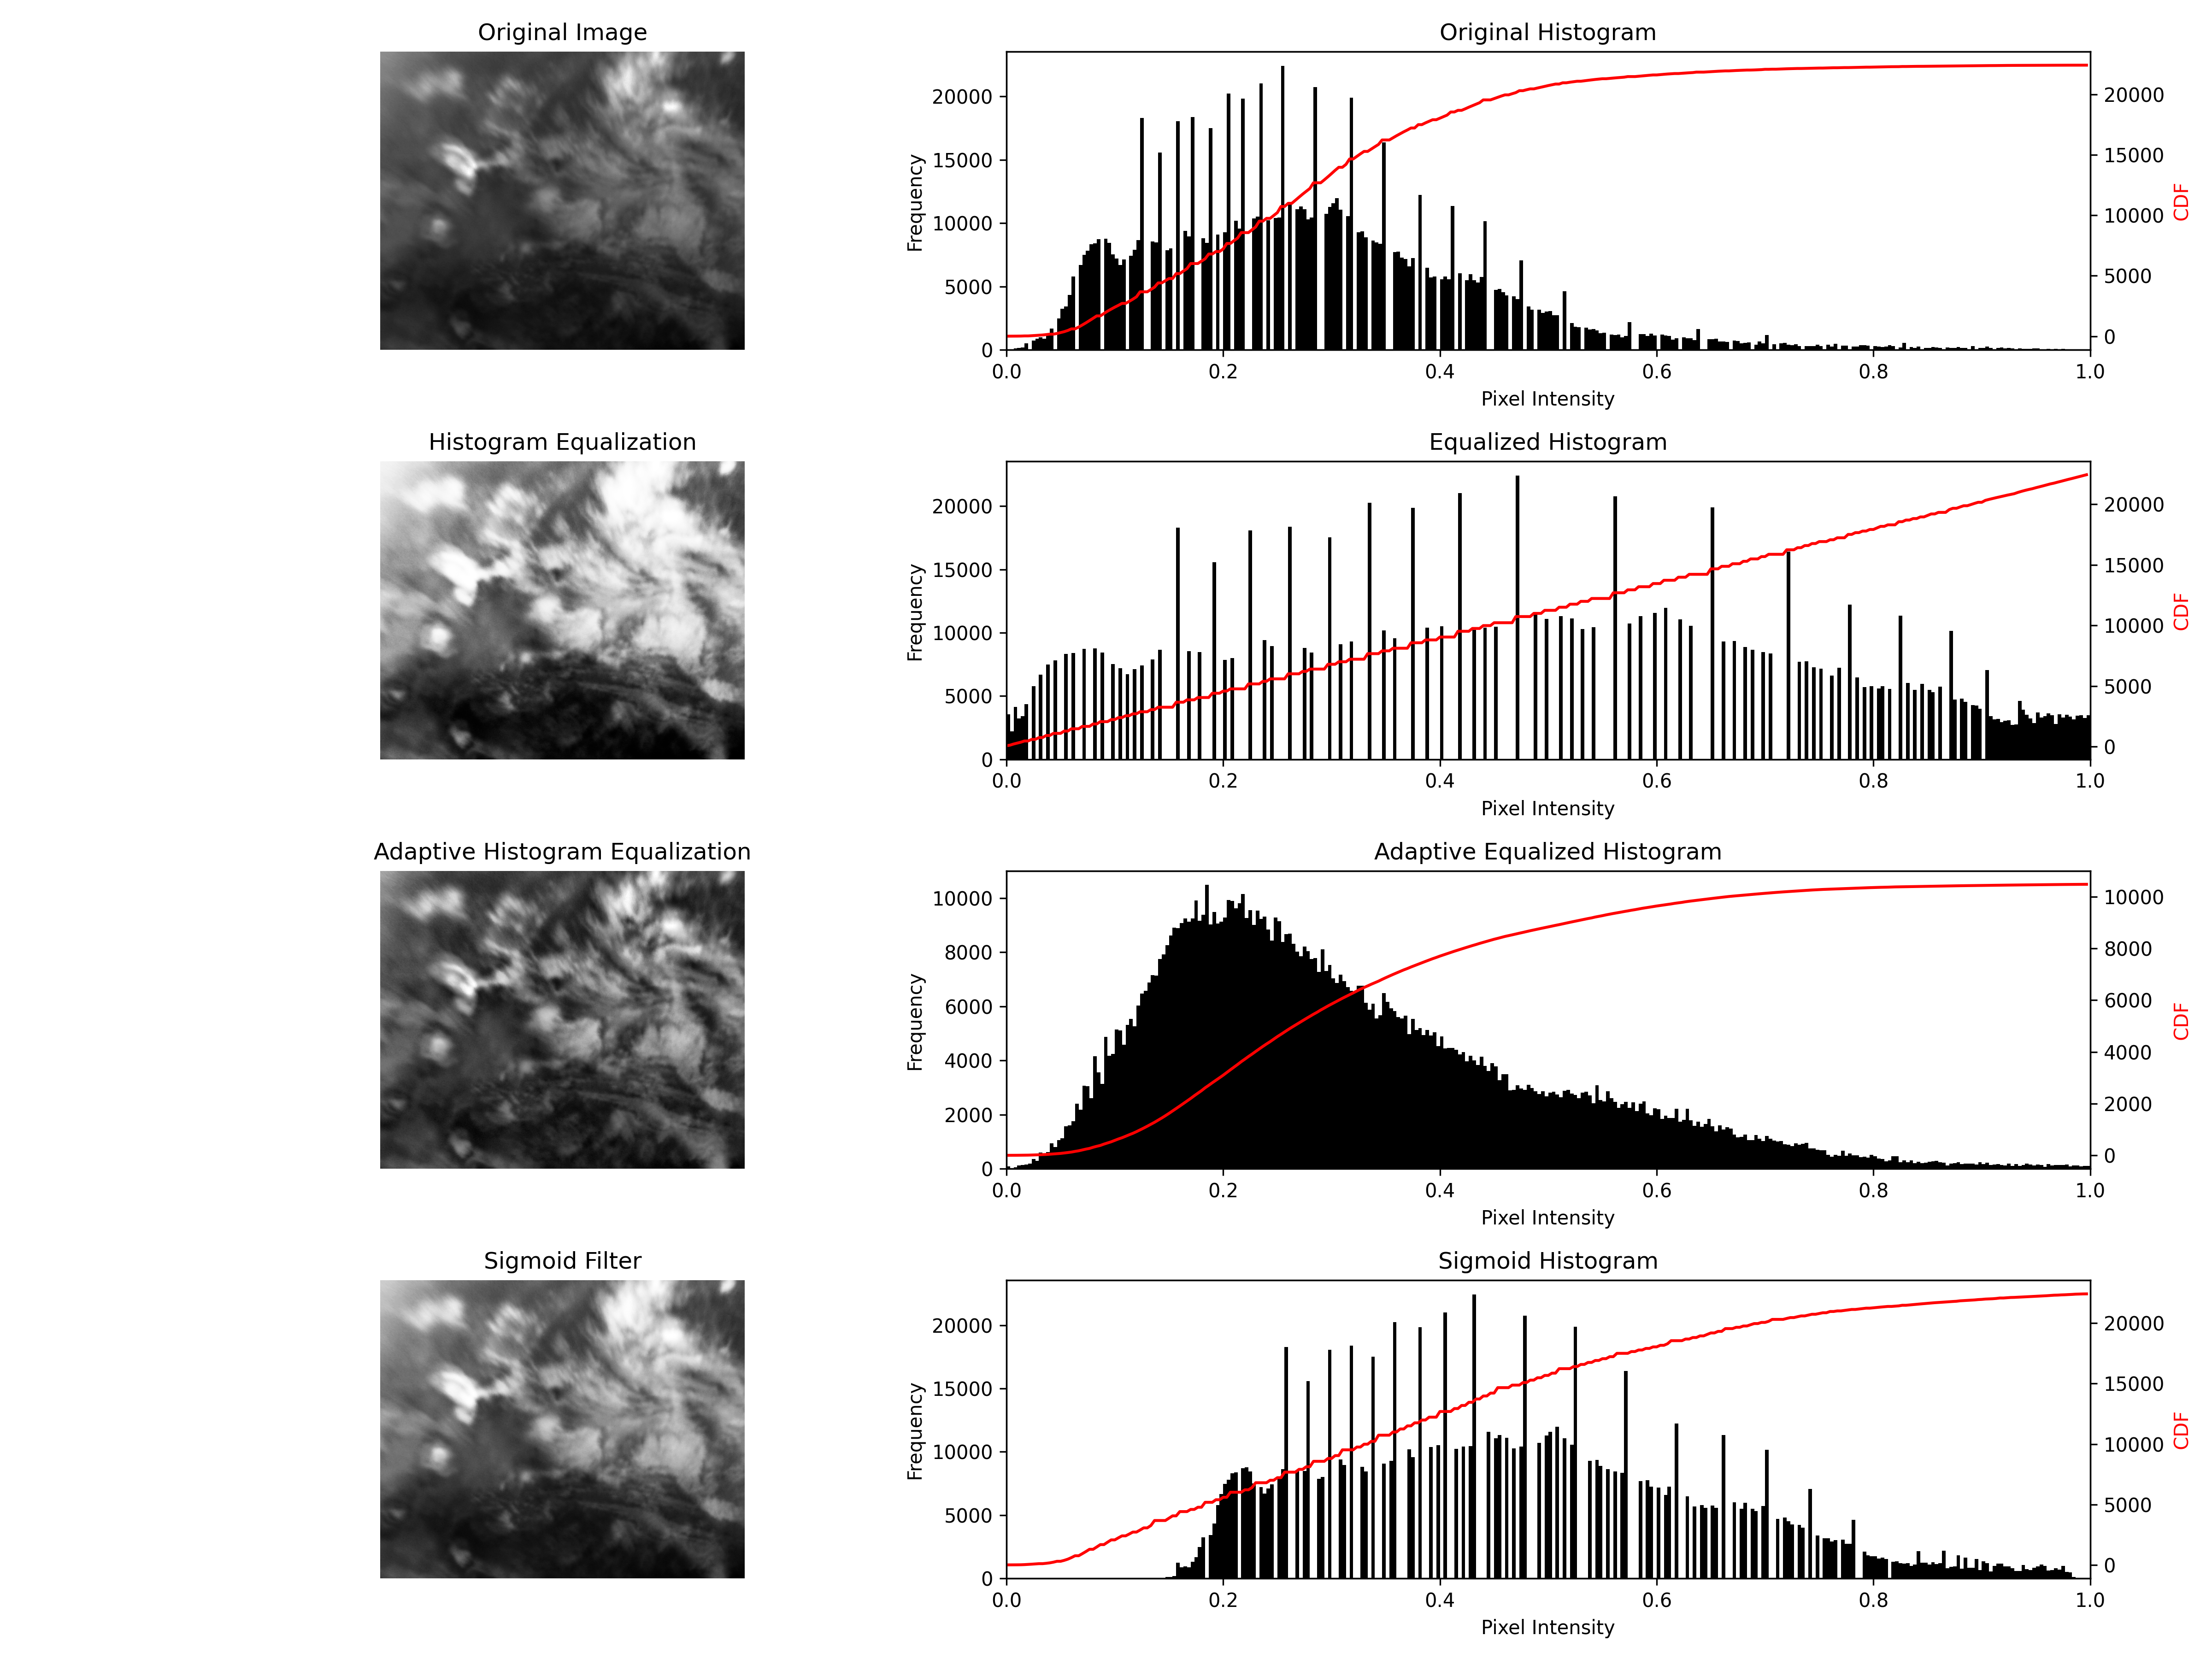 Original Image
Original Histogram
20000
15000
10000
5000
0
Frequency
20000
15000
10000
5000
0
CDF
0.0 0.2 0.4 0.6 0.8 1.0
Pixel Intensity
Histogram Equalization
Equalized Histogram
20000
15000
10000
5000
0
Frequency
20000
15000
10000
5000
0
CDF
0.0 0.2 0.4 0.6 0.8 1.0
Pixel Intensity
Adaptive Histogram Equalization
Adaptive Equalized Histogram
10000
8000
6000
4000
2000
0
Frequency
10000
8000
6000
4000
2000
0
CDF
0.0 0.2 0.4 0.6 0.8 1.0
Pixel Intensity
Sigmoid Filter
Sigmoid Histogram
20000
15000
10000
5000
0
Frequency
20000
15000
10000
5000
0
CDF
0.0 0.2 0.4 0.6 0.8 1.0
Pixel Intensity